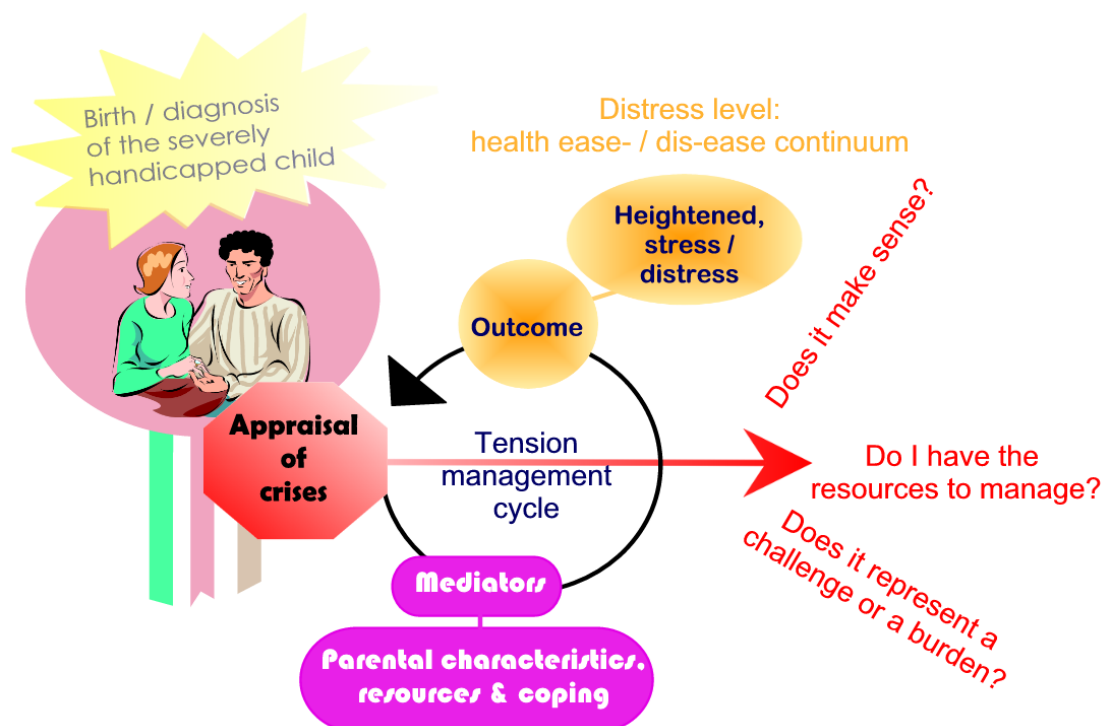 Birth / diagnosis
of the severely
handicapped child
Distress level:
health ease- / dis-ease continuum
Heightened,
stress /
distress
Outcome
Does it make sense?
Appraisal
of
crises
Tension
management
cycle
Do I have the
resources to manage?
Does it represent a
challenge or a burden?
Mediators
Parental characteristics,
resources & coping